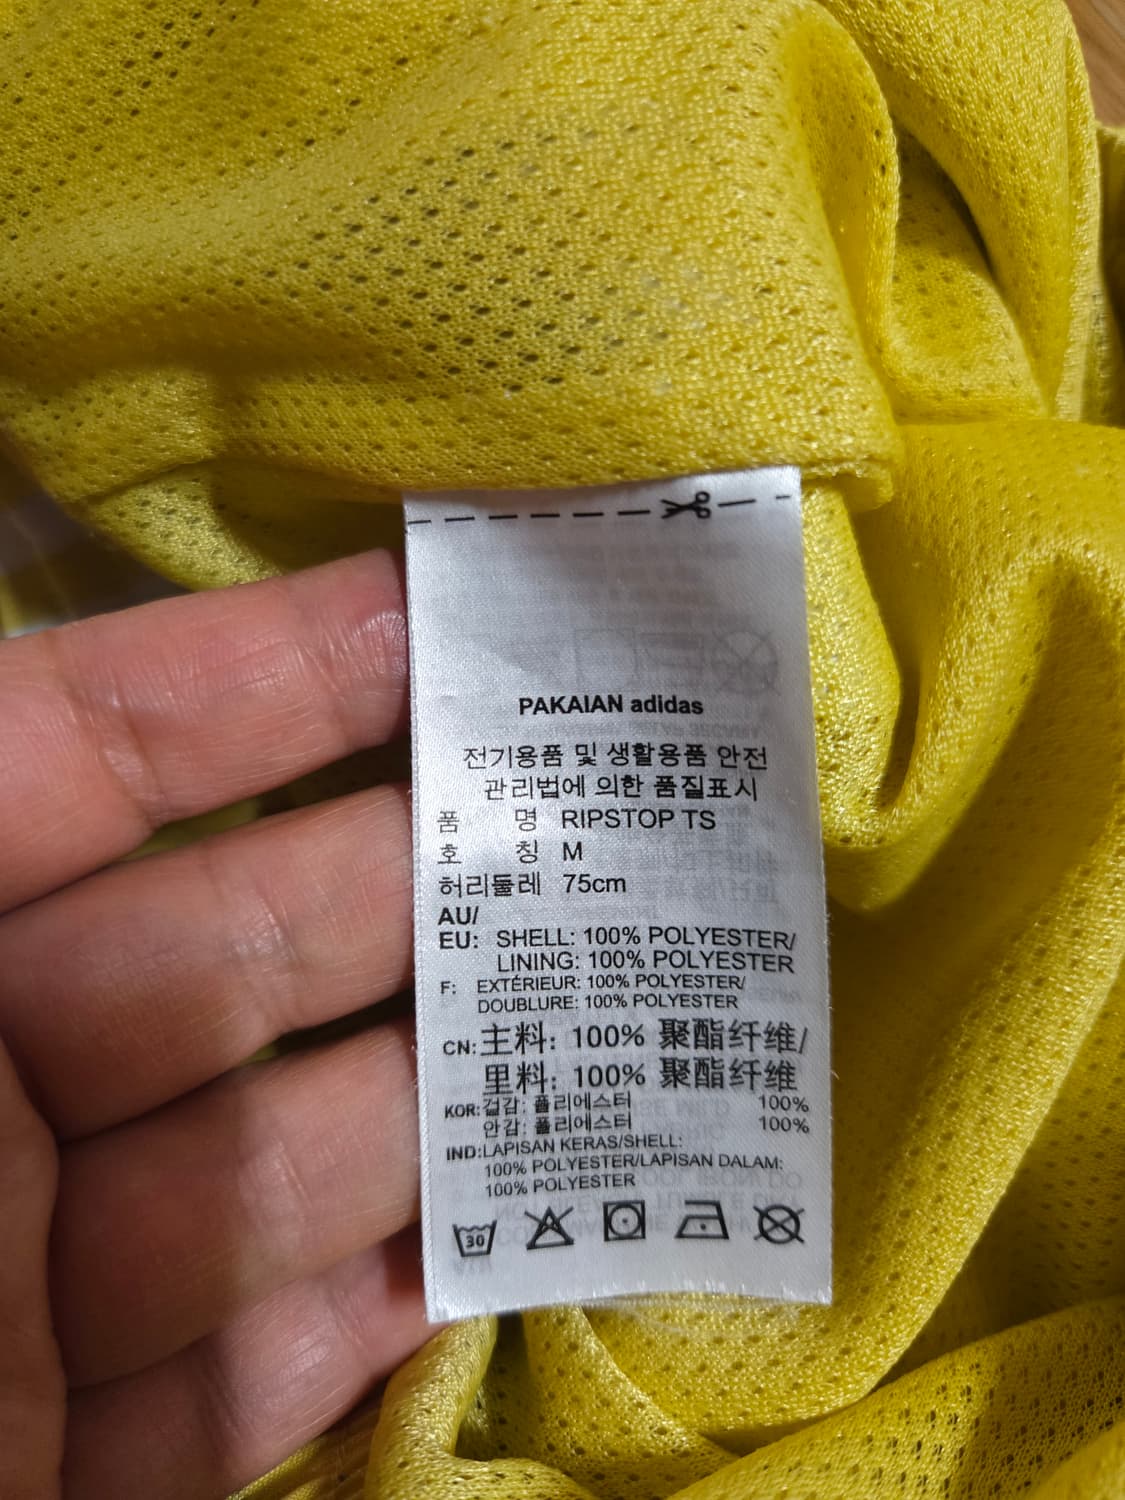 PAKAIAN adidas
전기용품 및 생활용품 안전
관리법에 의한 품질표시
품 명 RIPSTOP TS
호 칭 M
허리둘레 75cm
AU/
EU: SHELL: 100% POLYESTER/
LINING: 100% POLYESTER
F: EXTÉRIEUR: 100% POLYESTER/
DOUBLURE: 100% POLYESTER
CN: 主料: 100% 聚酯纤维/
里料: 100% 聚酯纤维
KOR: 겉감: 폴리에스터 100%
안감: 폴리에스터 100%
IND: LAPISAN KERAS/SHELL:
100% POLYESTER/LAPISAN DALAM:
100% POLYESTER
30